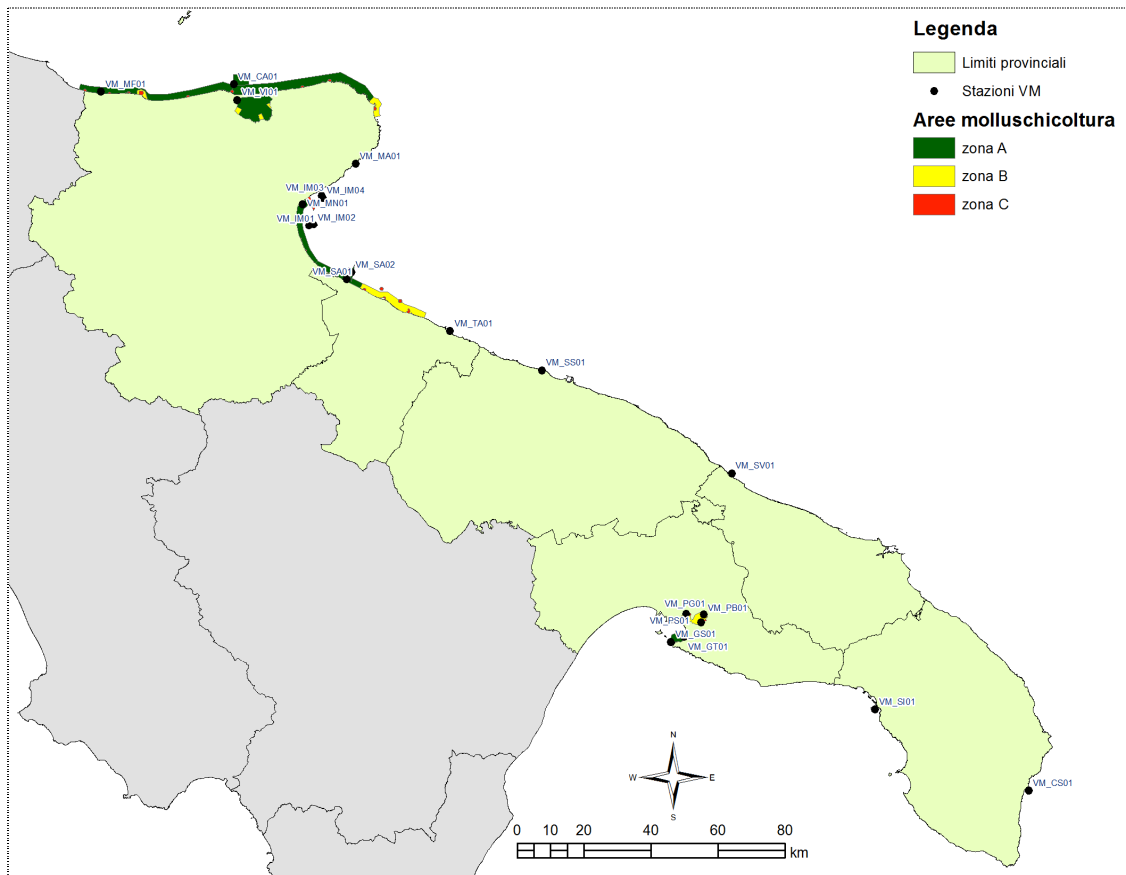 Legenda
Limiti provinciali
Stazioni VM
Aree molluschicoltura
zona A
zona B
zona C
VM_MF01
VM_CA01
VM_VI01
VM_MA01
VM_IM03
VM_IM04
VM_MN01
VM_IM01
VM_IM02
VM_SA02
VM_SA01
VM_TA01
VM_SS01
VM_SV01
VM_PG01
VM_PB01
VM_PS01
VM_GS01
VM_GT01
VM_SI01
VM_CS01
N
W
E
S
0 10 20 40 60 80
km